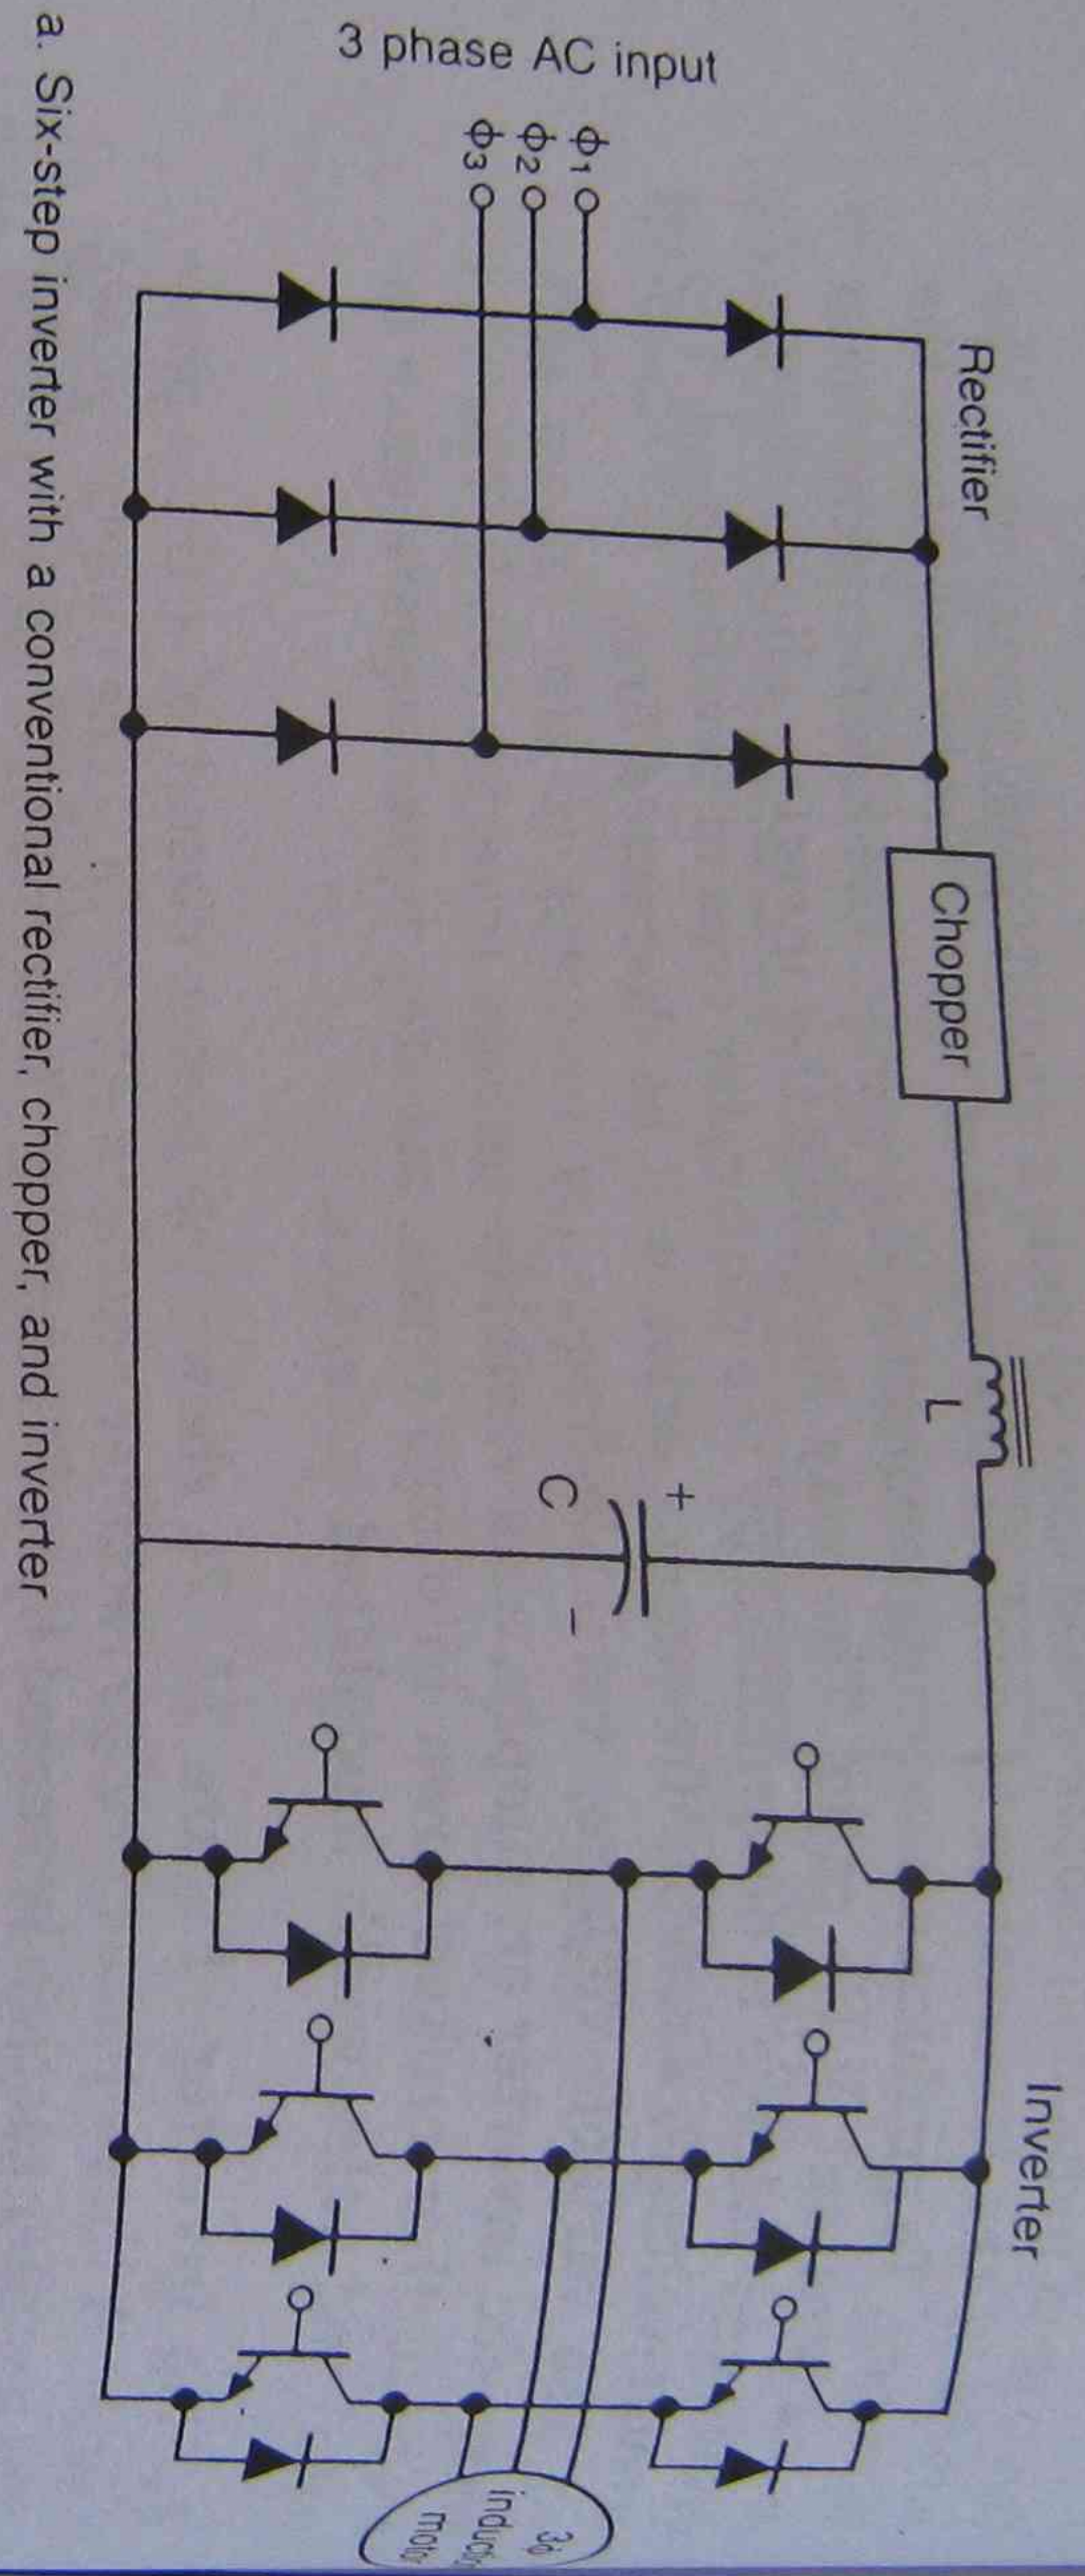 3 phase AC input
Φ1
Φ2
Φ3
Rectifier
Chopper
L
+
C
−
Inverter
3φ
a. Six-step inverter with a conventional rectifier, chopper, and inverter